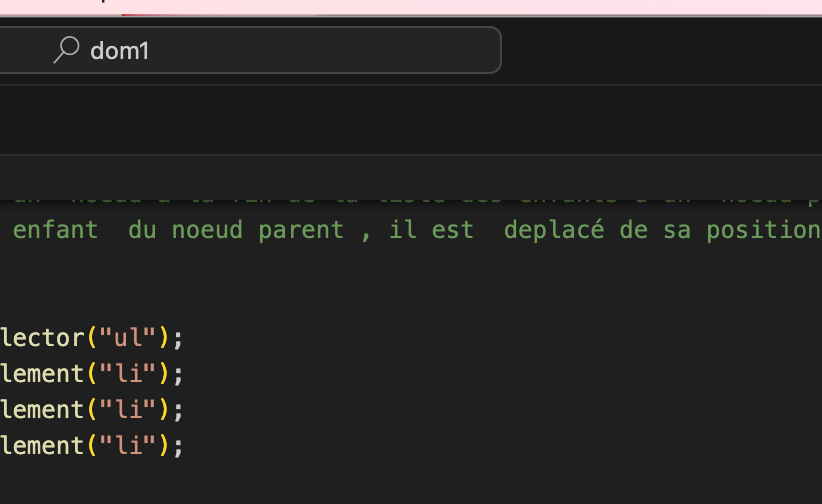 dom1
enfant  du noeud parent , il est  deplacé de sa position
lector("ul");
lement("li");
lement("li");
lement("li");